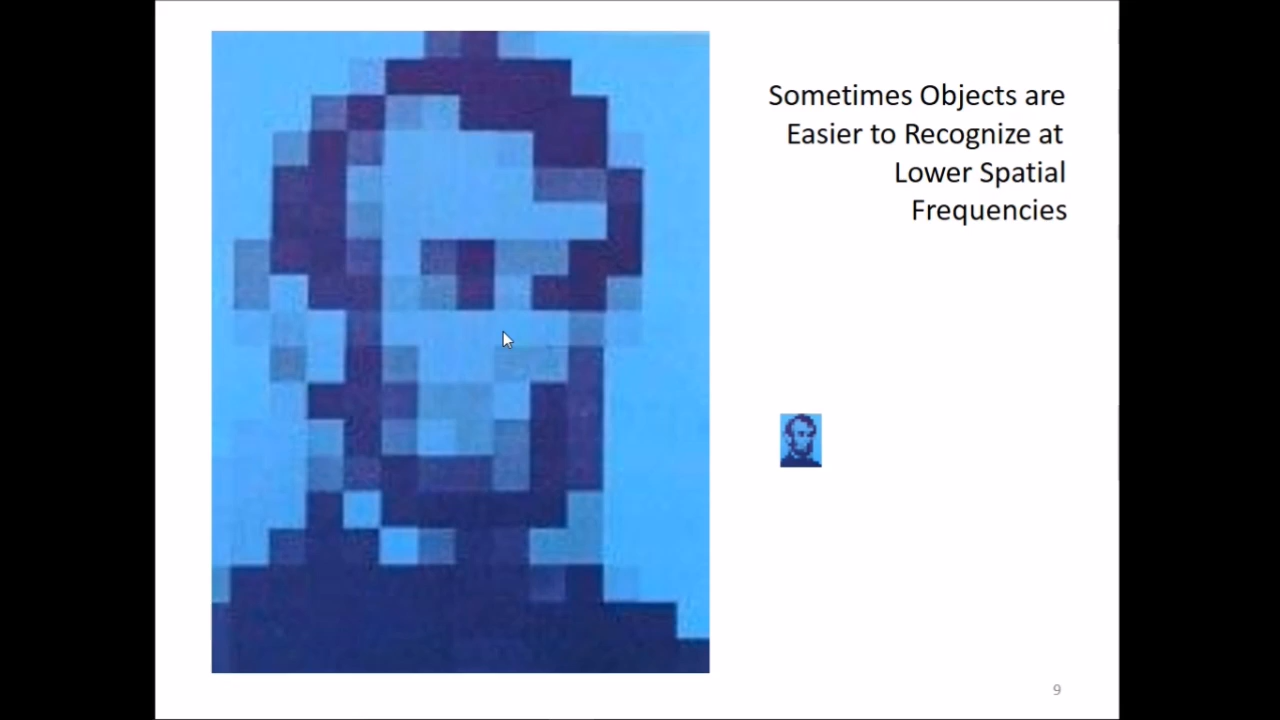 Sometimes Objects are
Easier to Recognize at
Lower Spatial
Frequencies
9